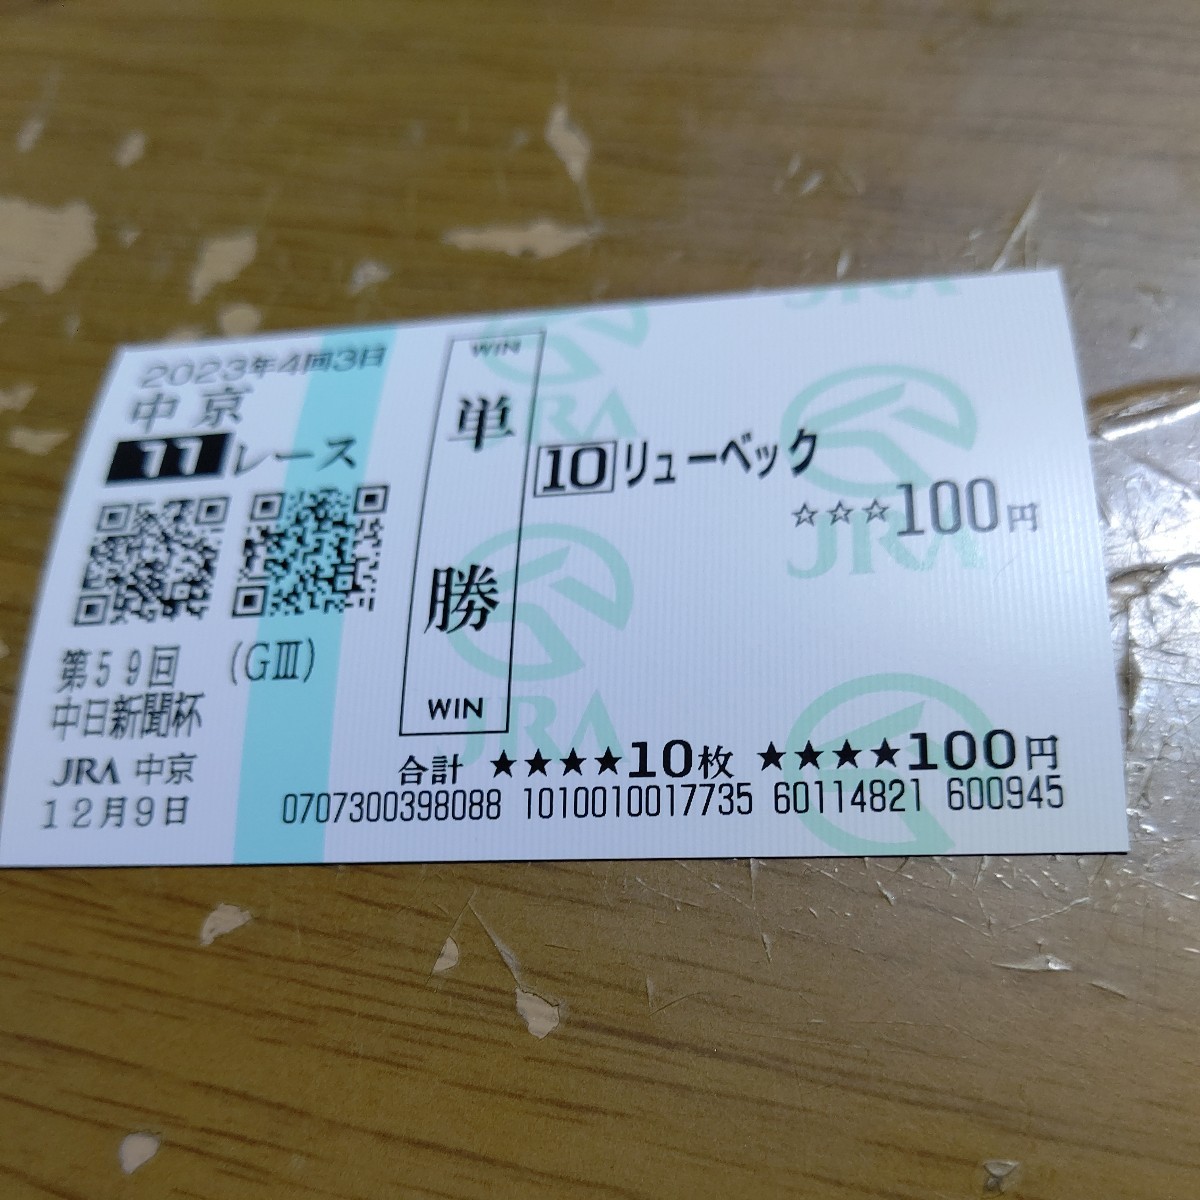 2023年4回3日
中京
11レース
第59回 (GⅢ)
中日新聞杯
JRA 中京
12月9日
WIN
単勝
WIN
10 リューベック
☆☆☆100円
合計 ★★★★10枚 ★★★★100円
0707300398088 1010010017735 60114821 600945
JRA
JRA
JRA
JRA